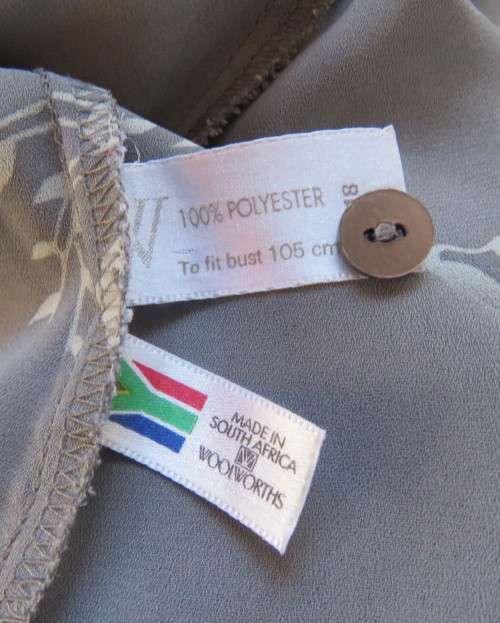 W
100% POLYESTER
To fit bust 105 cm
MADE IN
SOUTH AFRICA
W
WOOLWORTHS